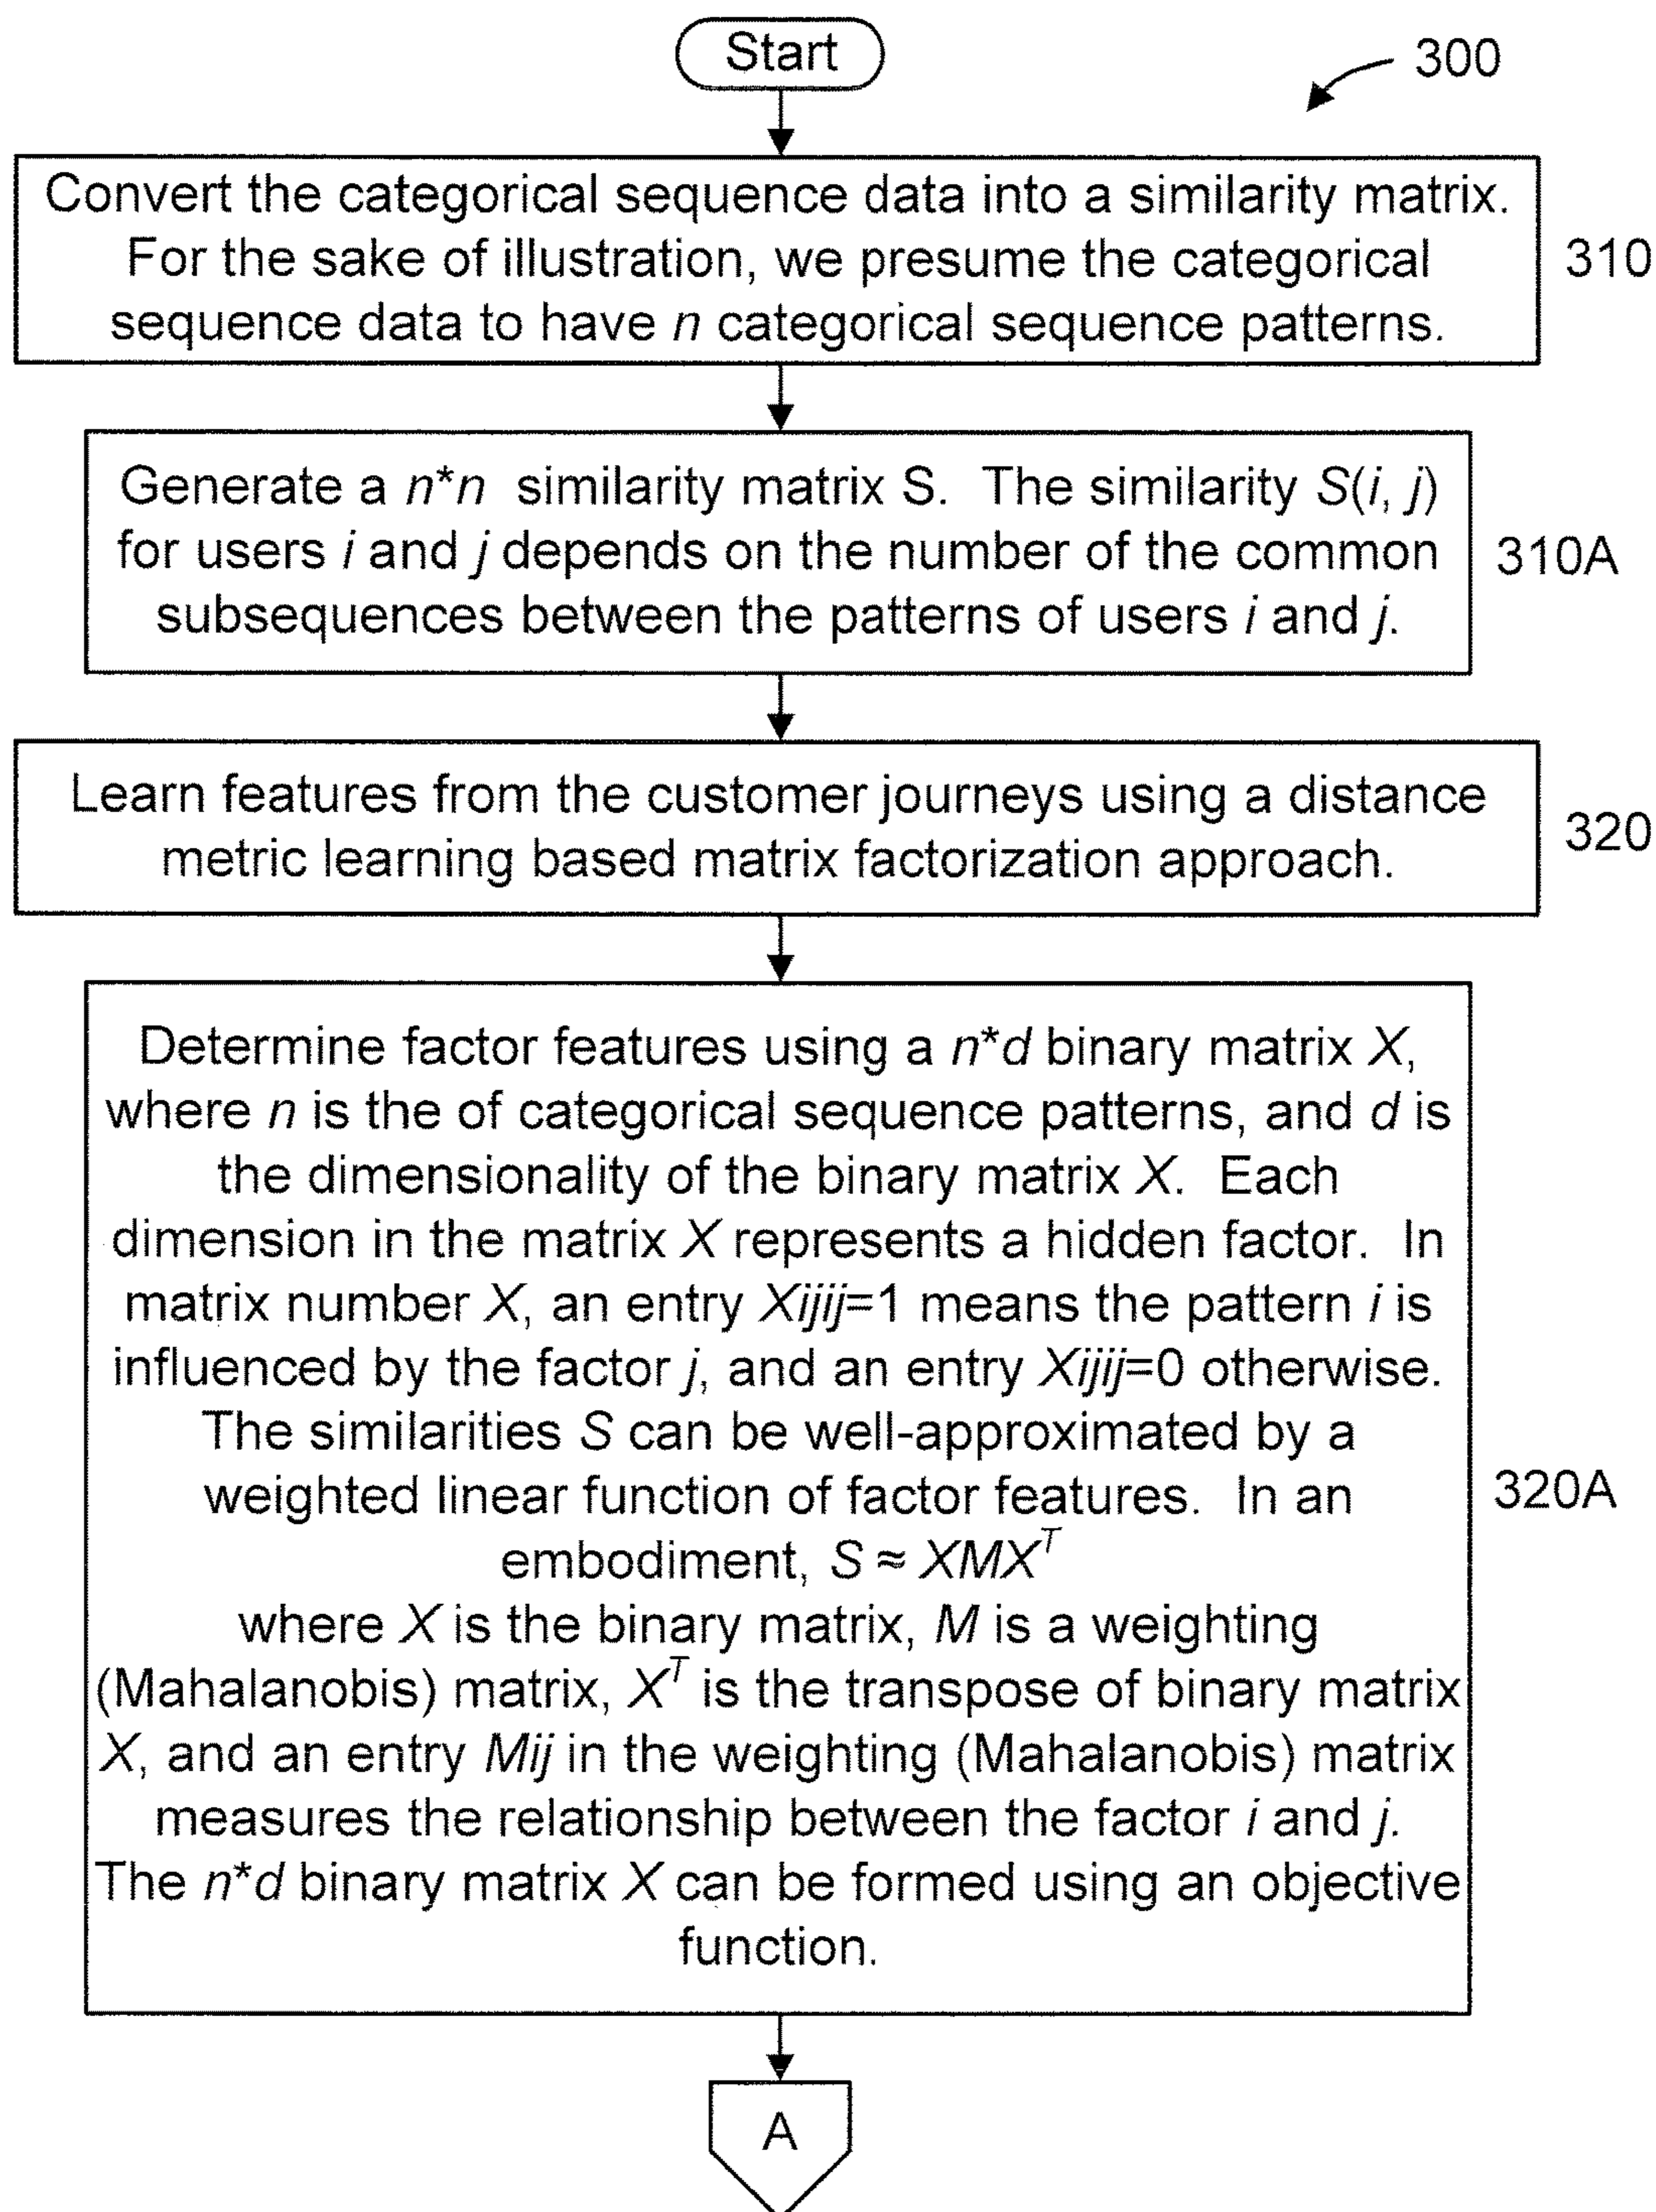 Start
300
Convert the categorical sequence data into a similarity matrix.
For the sake of illustration, we presume the categorical
sequence data to have n categorical sequence patterns.
310
Generate a n*n similarity matrix S. The similarity S(i, j)
for users i and j depends on the number of the common
subsequences between the patterns of users i and j.
310A
Learn features from the customer journeys using a distance
metric learning based matrix factorization approach.
320
Determine factor features using a n*d binary matrix X,
where n is the of categorical sequence patterns, and d is
the dimensionality of the binary matrix X. Each
dimension in the matrix X represents a hidden factor. In
matrix number X, an entry Xijij=1 means the pattern i is
influenced by the factor j, and an entry Xijij=0 otherwise.
The similarities S can be well-approximated by a
weighted linear function of factor features. In an
embodiment, S ≈ XMX^T
where X is the binary matrix, M is a weighting
(Mahalanobis) matrix, X^T is the transpose of binary matrix
X, and an entry Mij in the weighting (Mahalanobis) matrix
measures the relationship between the factor i and j.
The n*d binary matrix X can be formed using an objective
function.
320A
A